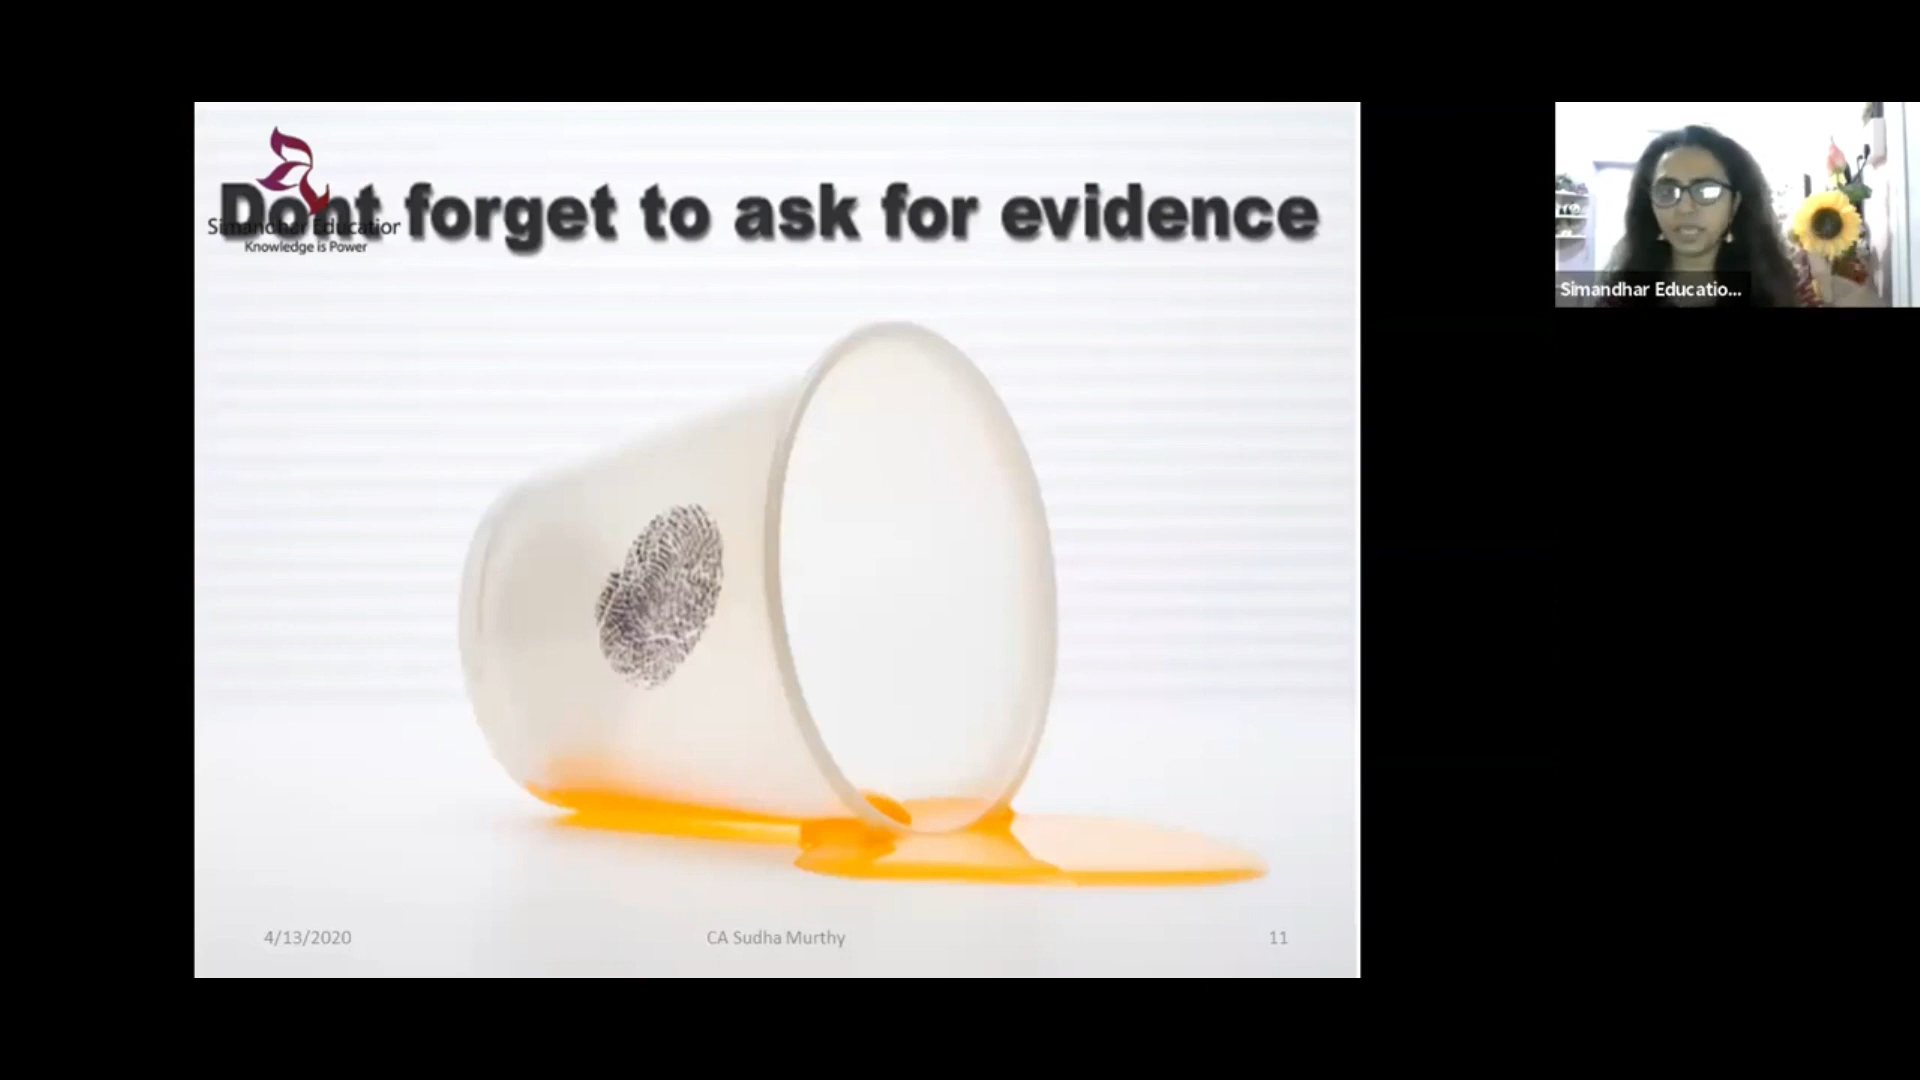 Dont forget to ask for evidence
Simandhar Education
Knowledge is Power
Simandhar Educatio...
4/13/2020
CA Sudha Murthy
11